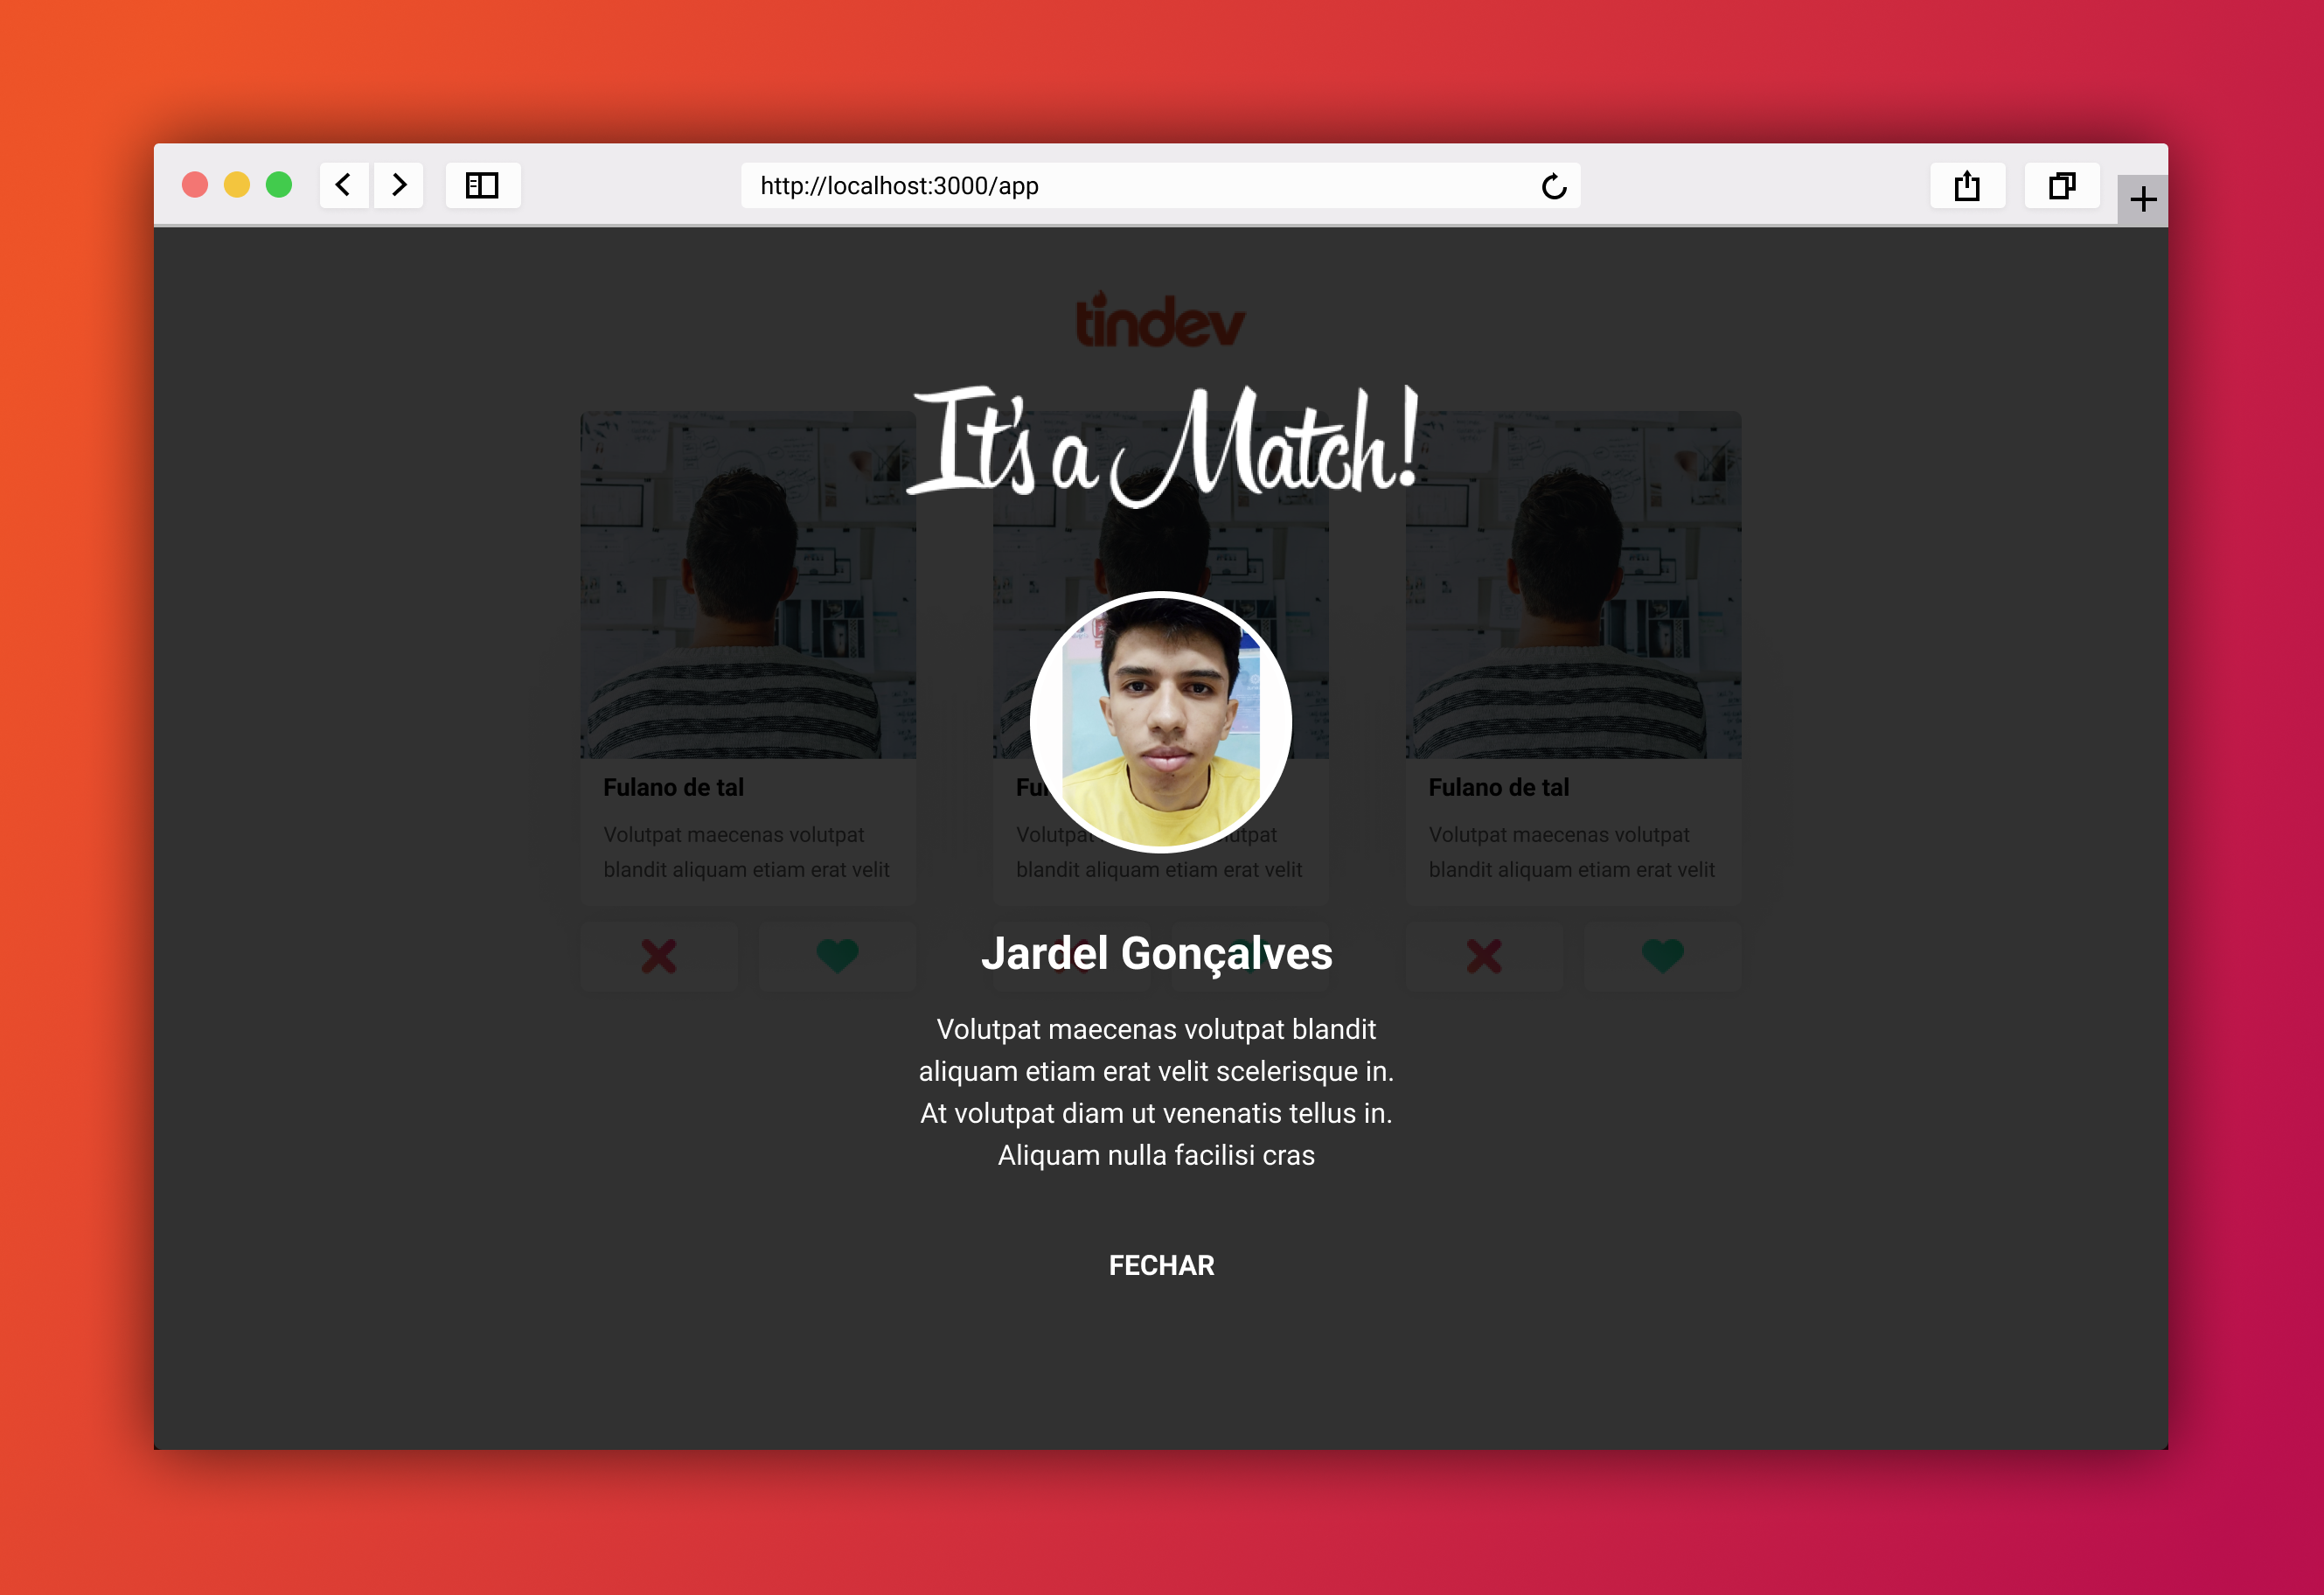 http://localhost:3000/app
tindev
It's a Match!
Fulano de tal
Volutpat maecenas volutpat
blandit aliquam etiam erat velit
blandit aliquam etiam erat velit
Fulano de tal
Volutpat maecenas volutpat
blandit aliquam etiam erat velit
Jardel Gonçalves
Volutpat maecenas volutpat blandit
aliquam etiam erat velit scelerisque in.
At volutpat diam ut venenatis tellus in.
Aliquam nulla facilisi cras
FECHAR